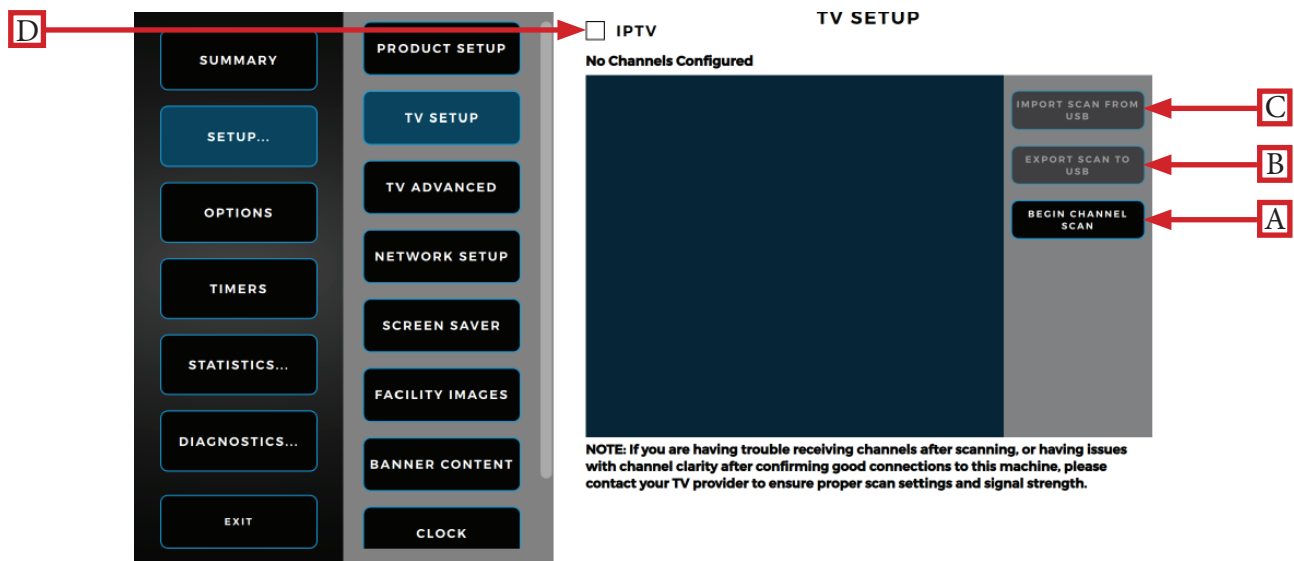 D
SUMMARY
SETUP...
OPTIONS
TIMERS
STATISTICS...
DIAGNOSTICS...
EXIT
PRODUCT SETUP
TV SETUP
TV ADVANCED
NETWORK SETUP
SCREEN SAVER
FACILITY IMAGES
BANNER CONTENT
CLOCK
TV SETUP
IPTV
No Channels Configured
IMPORT SCAN FROM
USB
C
EXPORT SCAN TO
USB
B
BEGIN CHANNEL
SCAN
A
NOTE: If you are having trouble receiving channels after scanning, or having issues
with channel clarity after confirming good connections to this machine, please
contact your TV provider to ensure proper scan settings and signal strength.